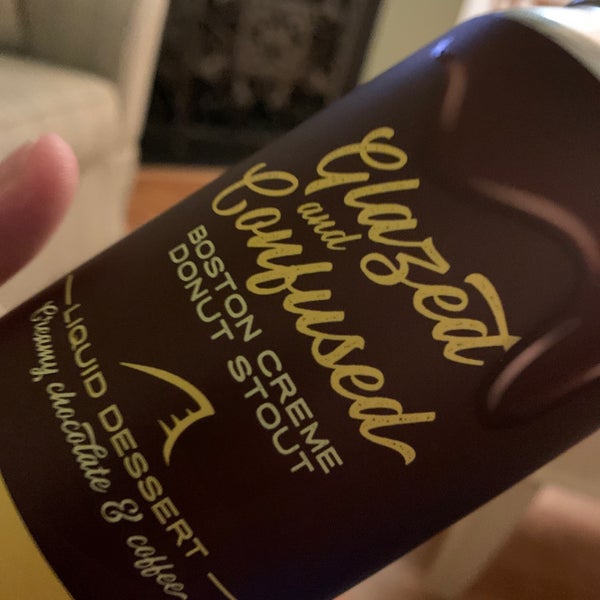 Glazed
and
Confused
BOSTON CREME
DONUT STOUT
LIQUID DESSERT
Creamy chocolate & coffee